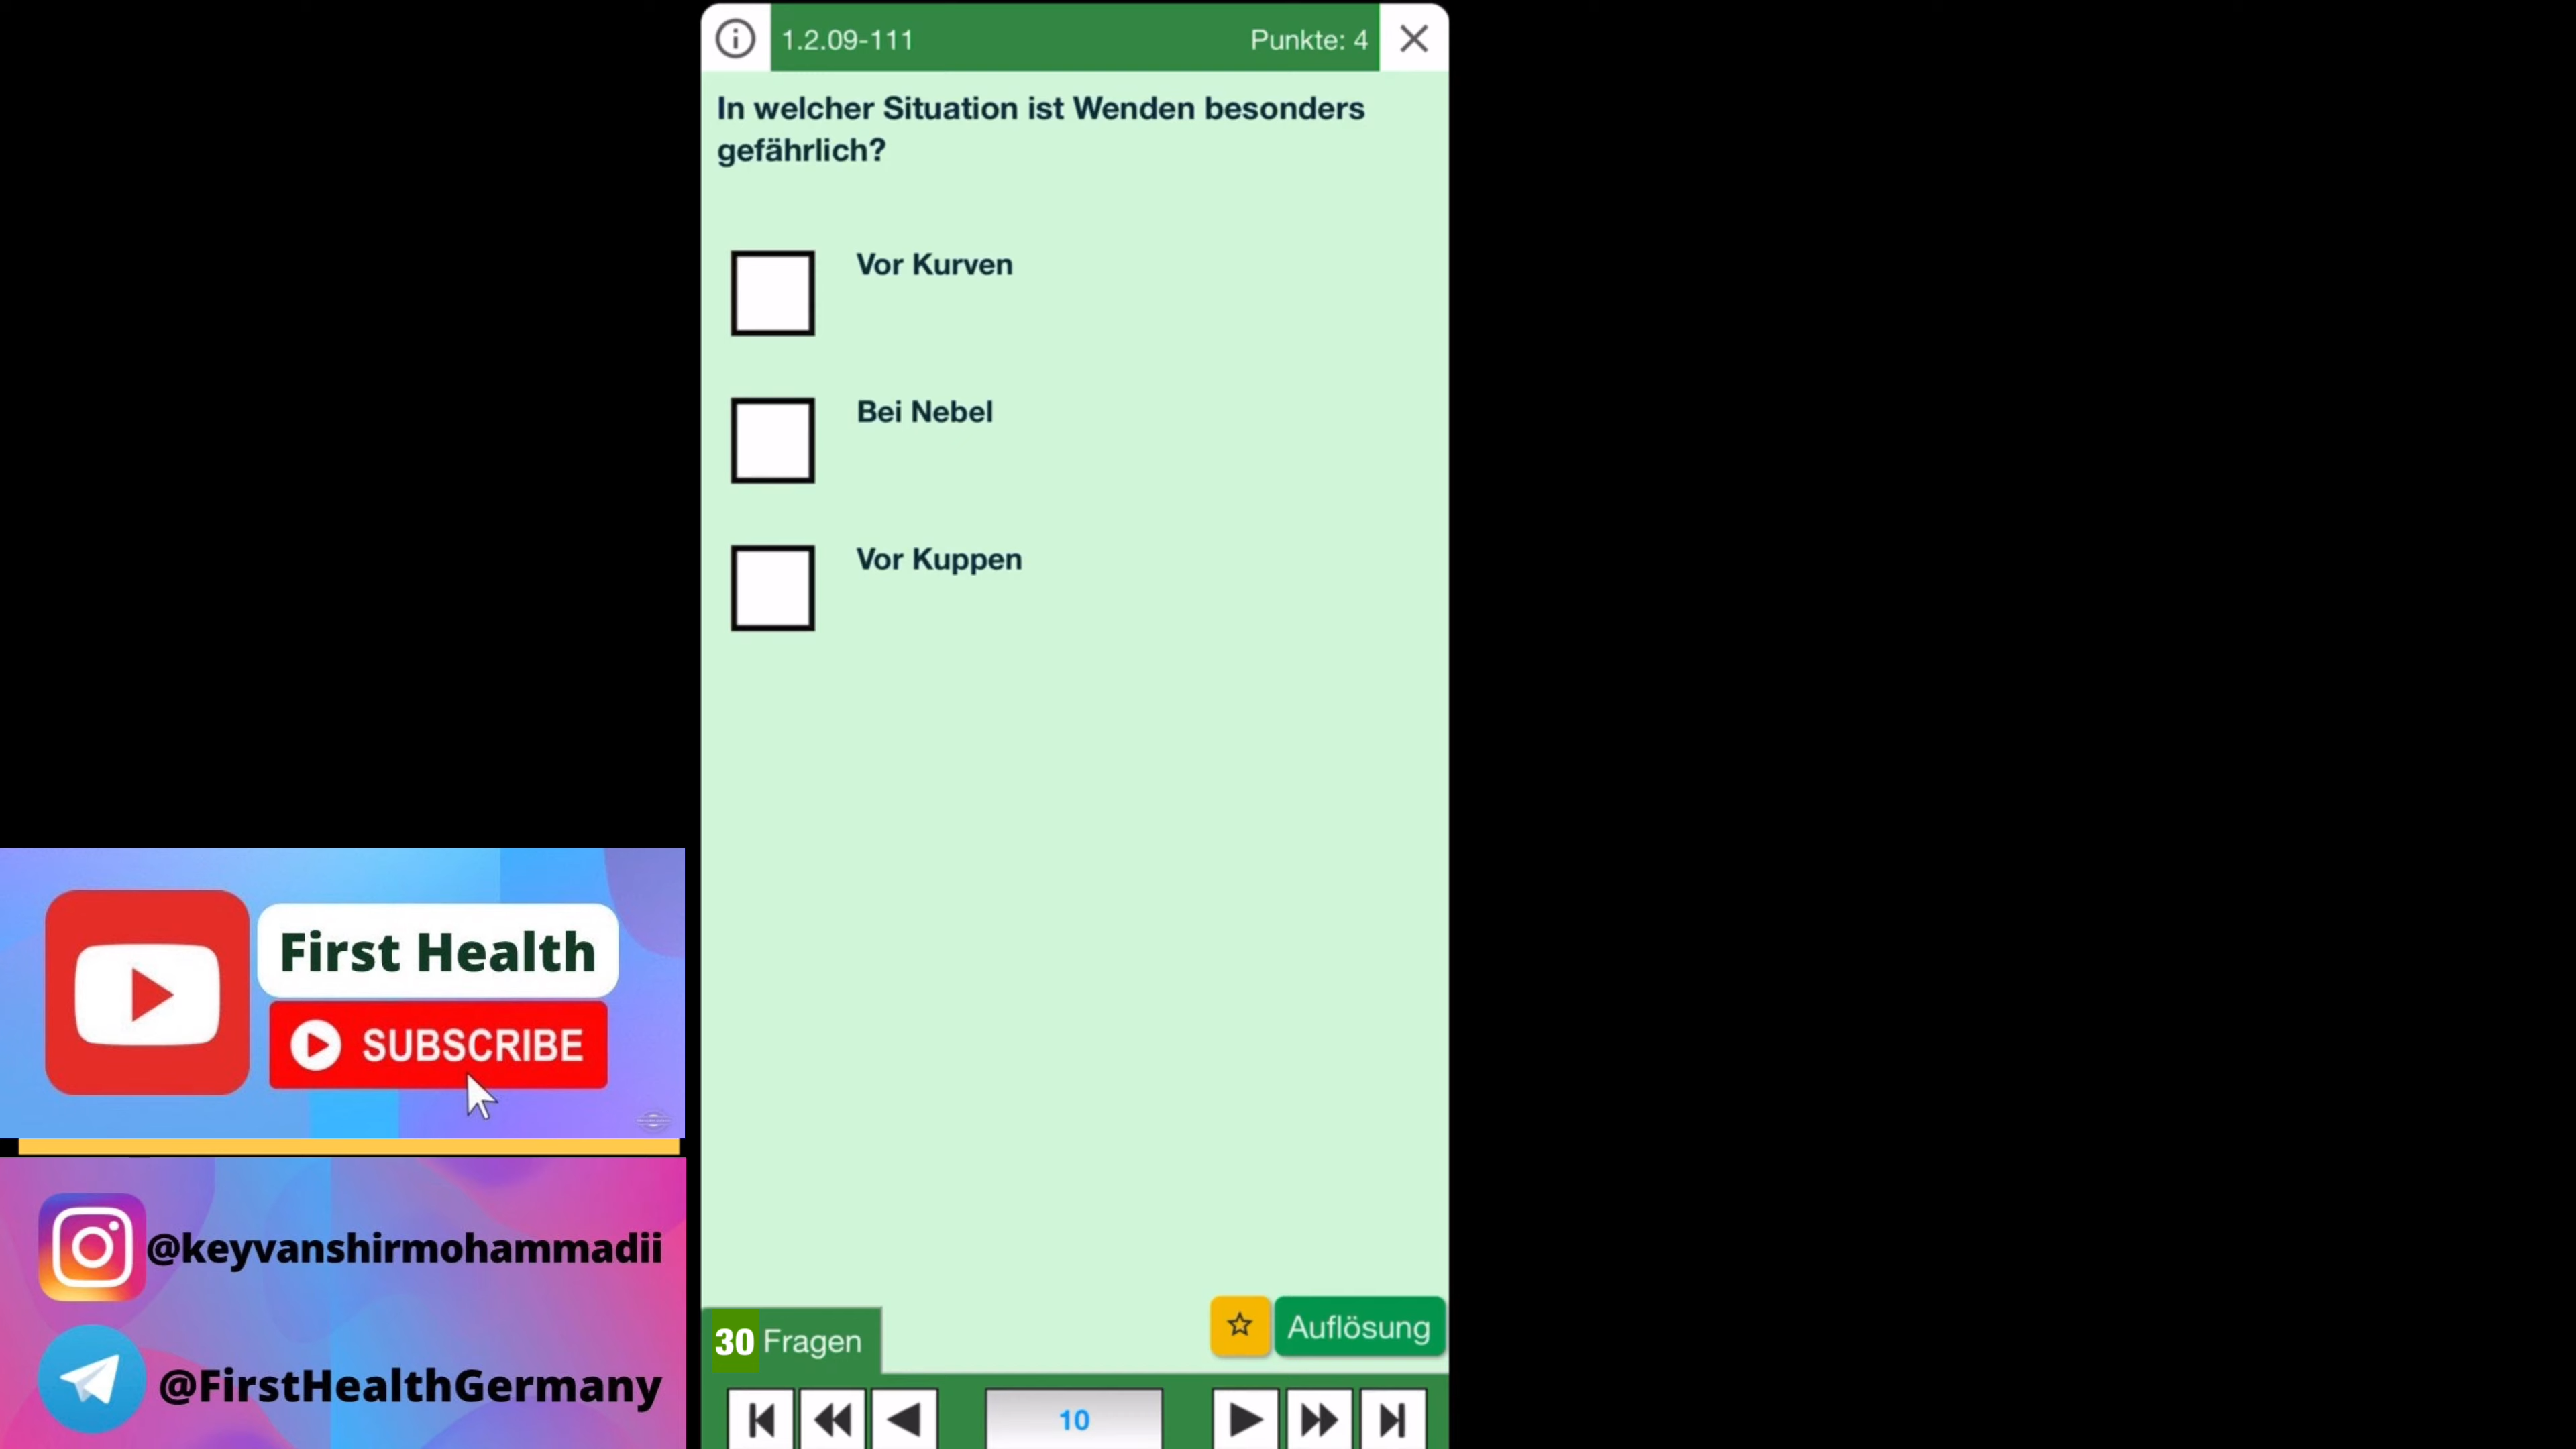 1.2.09-111
Punkte: 4
In welcher Situation ist Wenden besonders
gefährlich?
Vor Kurven
Bei Nebel
Vor Kuppen
First Health
SUBSCRIBE
@keyvanshirmohammadii
@FirstHealthGermany
30 Fragen
Auflösung
10